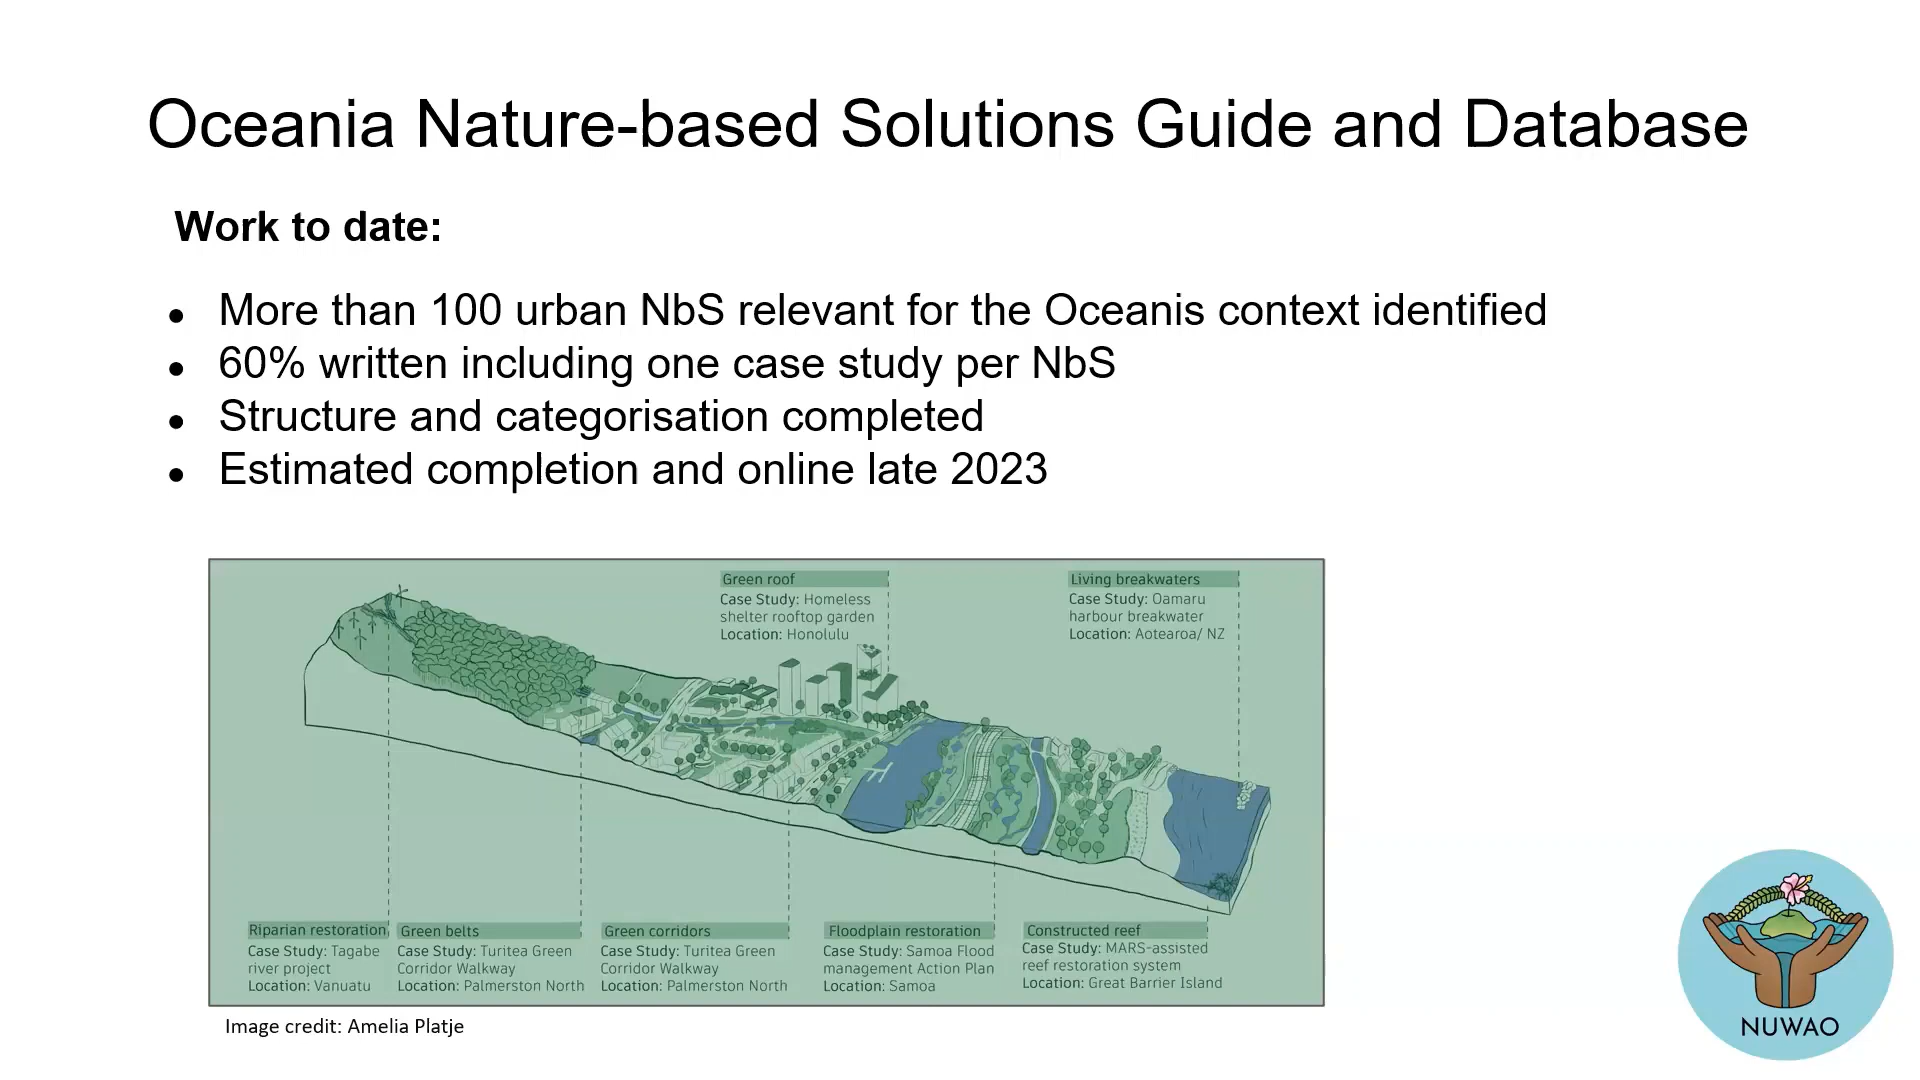 Oceania Nature-based Solutions Guide and Database
Work to date:
● More than 100 urban NbS relevant for the Oceanis context identified
● 60% written including one case study per NbS
● Structure and categorisation completed
● Estimated completion and online late 2023
Green roof
Case Study: Homeless
shelter rooftop garden
Location: Honolulu
Living breakwaters
Case Study: Oamaru
harbour breakwater
Location: Aotearoa/ NZ
Riparian restoration
Case Study: Tagabe
river project
Location: Vanuatu
Green belts
Case Study: Turitea Green
Corridor Walkway
Location: Palmerston North
Green corridors
Case Study: Turitea Green
Corridor Walkway
Location: Palmerston North
Floodplain restoration
Case Study: Samoa Flood
management Action Plan
Location: Samoa
Constructed reef
Case Study: MARS-assisted
reef restoration system
Location: Great Barrier Island
Image credit: Amelia Platje
NUWAO